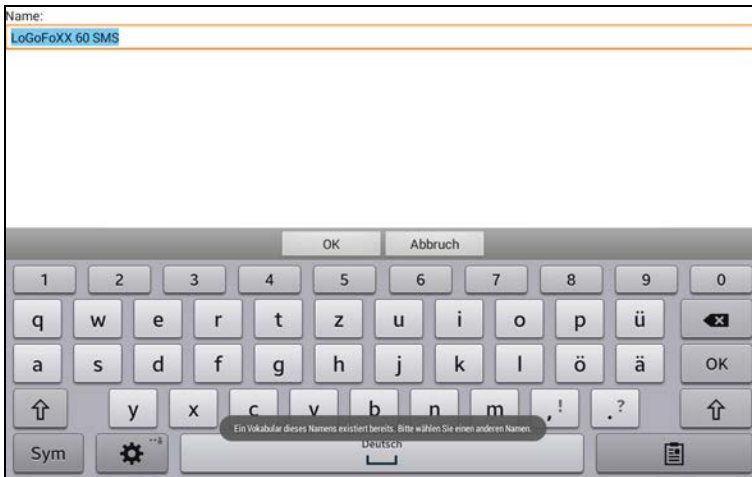 Name:
LoGoFoXX 60 SMS
OK Abbruch
1 2 3 4 5 6 7 8 9 0
q w e r t z u i o p ü
a s d f g h j k l ö ä OK
y x c v b n m , ! . ?
Ein Vokabular dieses Namens existiert bereits. Bitte wählen Sie einen anderen Namen.
Sym Deutsch